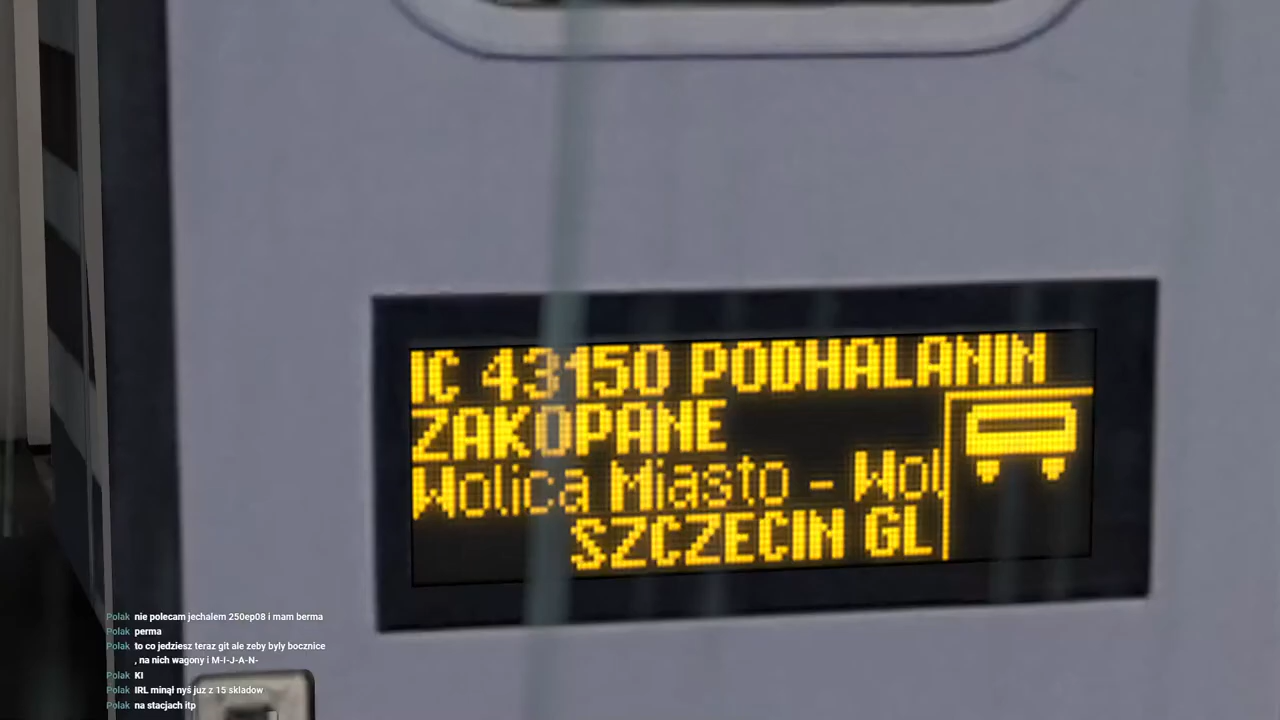 IC 43150 PODHALANIN
ZAKOPANE
Wolica Miasto - Wol
SZCZECIN GL
Polak nie polecam jechalem 250ep08 i mam berma
Polak perma
Polak to co jedziesz teraz git ale zeby byly bocznice
, na nich wagony i M-I-J-A-N-
Polak KI
Polak IRL minął nyś juz z 15 skladow
Polak na stacjach itp